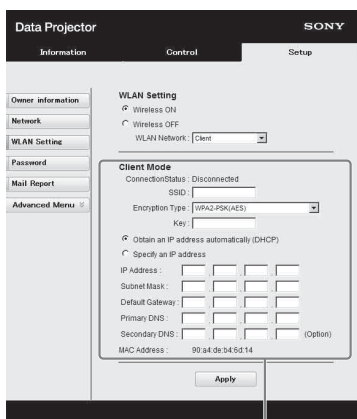 Data Projector SONY
Information Control Setup
Owner information
Network
WLAN Setting
Password
Mail Report
Advanced Menu
WLAN Setting
Wireless ON
Wireless OFF
WLAN Network : Client
Client Mode
ConnectionStatus : Disconnected
SSID :
Encryption Type : WPA2-PSK(AES)
Key :
Obtain an IP address automatically (DHCP)
Specify an IP address
IP Address : . . .
Subnet Mask : . . .
Default Gateway : . . .
Primary DNS : . . .
Secondary DNS : . . . (Option)
MAC Address : 90:a4:de:b4:6d:14
Apply